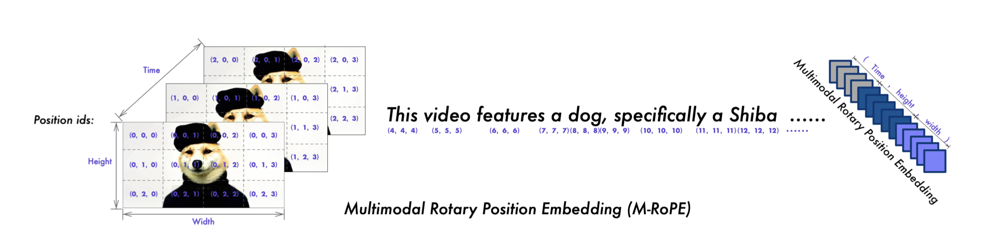 Position ids:
Time
Height
Width
(2, 0, 0) (2, 0, 1) (2, 0, 2) (2, 0, 3)
(2, 1, 3)
(2, 2, 3)
(1, 0, 0) (1, 0, 1) (1, 0, 2) (1, 0, 3)
(1, 1, 3)
(1, 2, 3)
(0, 0, 0) (0, 0, 1) (0, 0, 2) (0, 0, 3)
(0, 1, 0) (0, 1, 1) (0, 1, 2) (0, 1, 3)
(0, 2, 0) (0, 2, 1) (0, 2, 2) (0, 2, 3)
This video features a dog, specifically a Shiba ......
(4, 4, 4) (5, 5, 5) (6, 6, 6) (7, 7, 7) (8, 8, 8) (9, 9, 9) (10, 10, 10) (11, 11, 11) (12, 12, 12) ......
Multimodal Rotary Position Embedding (M-RoPE)
( Time , height , width )
Multimodal Rotary Position Embedding